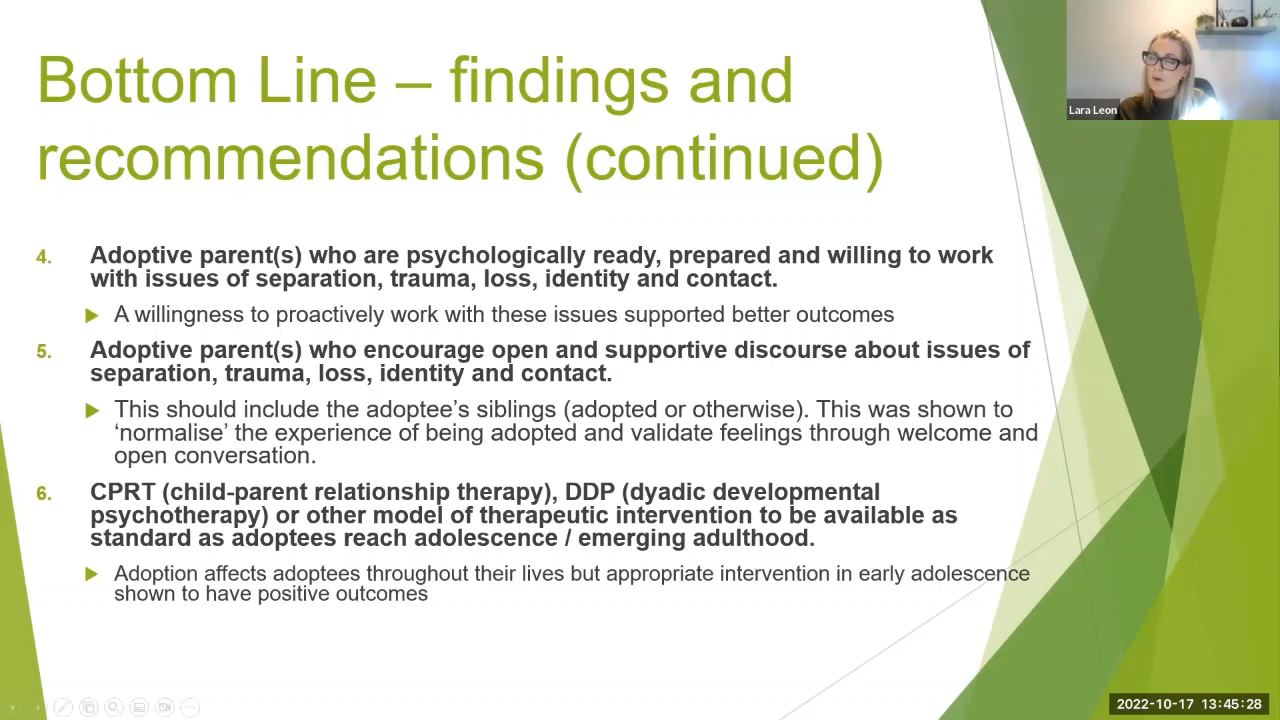 Bottom Line – findings and
recommendations (continued)
Lara Leon
4. Adoptive parent(s) who are psychologically ready, prepared and willing to work
with issues of separation, trauma, loss, identity and contact.
A willingness to proactively work with these issues supported better outcomes
5. Adoptive parent(s) who encourage open and supportive discourse about issues of
separation, trauma, loss, identity and contact.
This should include the adoptee’s siblings (adopted or otherwise). This was shown to
‘normalise’ the experience of being adopted and validate feelings through welcome and
open conversation.
6. CPRT (child-parent relationship therapy), DDP (dyadic developmental
psychotherapy) or other model of therapeutic intervention to be available as
standard as adoptees reach adolescence / emerging adulthood.
Adoption affects adoptees throughout their lives but appropriate intervention in early adolescence
shown to have positive outcomes
2022-10-17 13:45:28